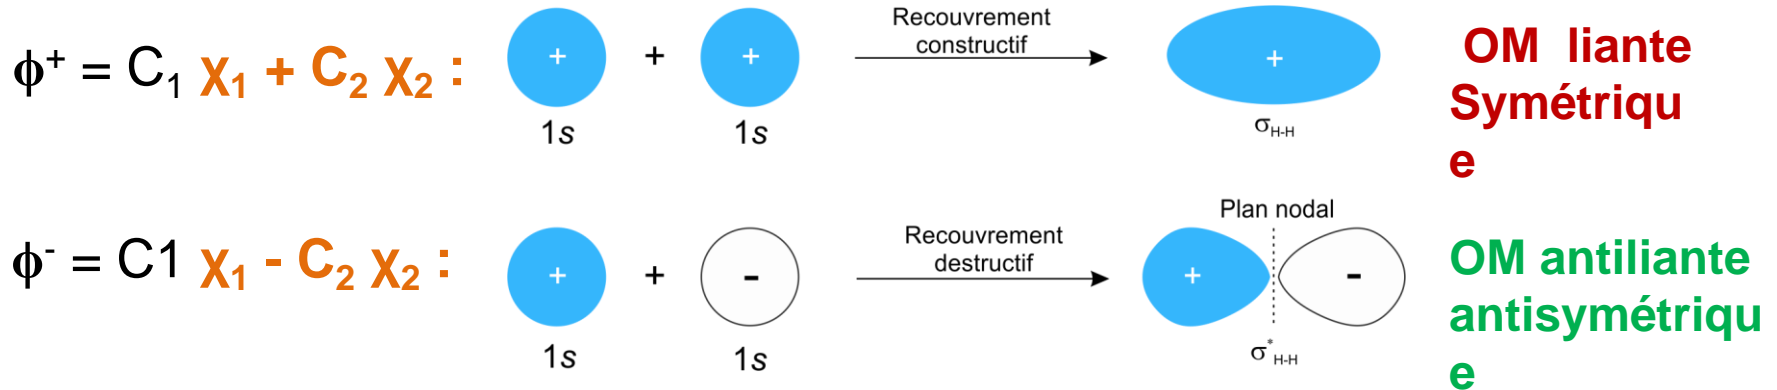 ϕ⁺ = C₁ χ₁ + C₂ χ₂ :
+ + +
1s 1s
Recouvrement
constructif
+
σH-H
OM liante
Symétriqu
e
ϕ⁻ = C1 χ₁ - C₂ χ₂ :
+ + -
1s 1s
Recouvrement
destructif
Plan nodal
+ -
σ*H-H
OM antiliante
antisymétriqu
e